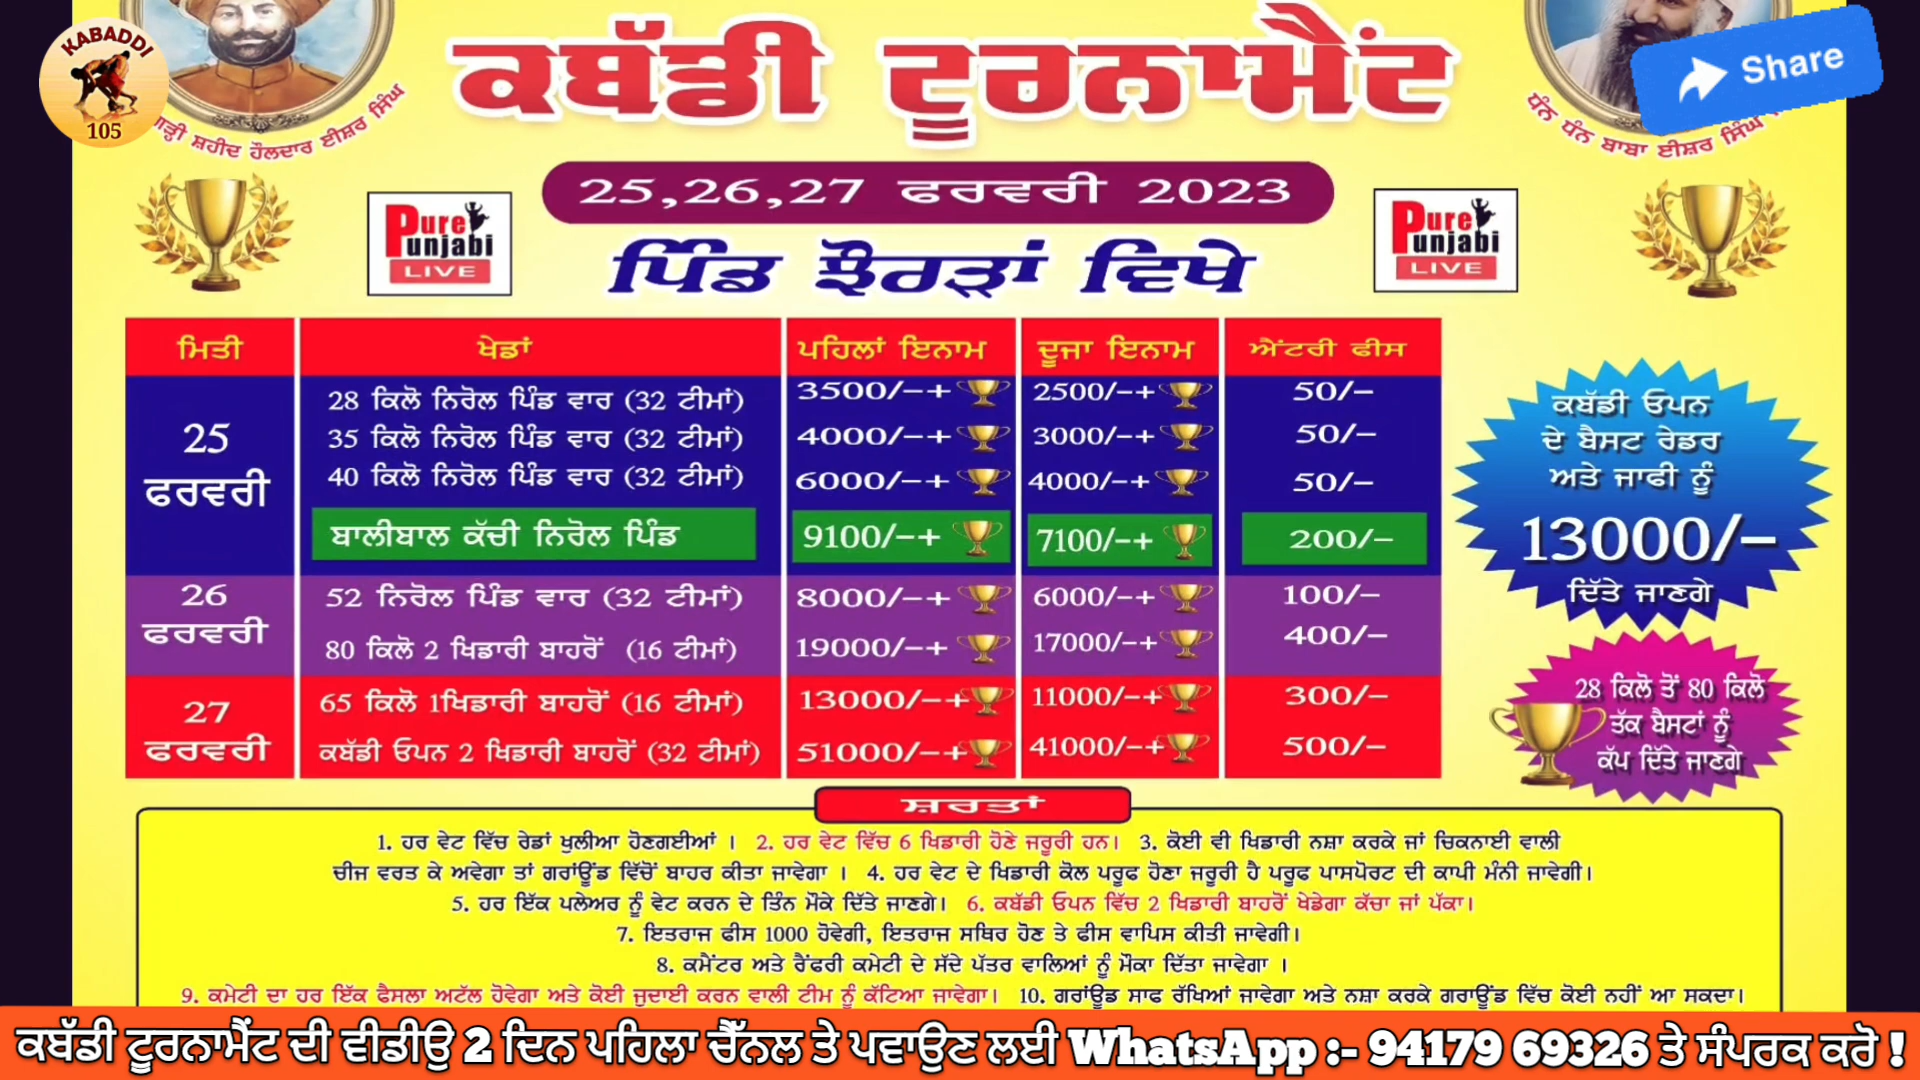 KABADDI
105
ਕਬੱਡੀ ਟੂਰਨਾਮੈਂਟ
Share
ਸ਼ਹੀਦ ਹੌਲਦਾਰ ਈਸ਼ਰ ਸਿੰਘ
ਧੰਨ ਧੰਨ ਬਾਬਾ ਈਸ਼ਰ ਸਿੰਘ
25,26,27 ਫਰਵਰੀ 2023
Pure Punjabi
LIVE
Pure Punjabi
LIVE
ਪਿੰਡ ਝੌਰੜਾਂ ਵਿਖੇ
ਮਿਤੀ ਖੇਡਾਂ ਪਹਿਲਾਂ ਇਨਾਮ ਦੂਜਾ ਇਨਾਮ ਐਂਟਰੀ ਫੀਸ
25 ਫਰਵਰੀ
28 ਕਿਲੋ ਨਿਰੋਲ ਪਿੰਡ ਵਾਰ (32 ਟੀਮਾਂ) 3500/-+ 2500/-+ 50/-
35 ਕਿਲੋ ਨਿਰੋਲ ਪਿੰਡ ਵਾਰ (32 ਟੀਮਾਂ) 4000/-+ 3000/-+ 50/-
40 ਕਿਲੋ ਨਿਰੋਲ ਪਿੰਡ ਵਾਰ (32 ਟੀਮਾਂ) 6000/-+ 4000/-+ 50/-
ਬਾਲੀਬਾਲ ਕੱਚੀ ਨਿਰੋਲ ਪਿੰਡ 9100/-+ 7100/-+ 200/-
26 ਫਰਵਰੀ
52 ਨਿਰੋਲ ਪਿੰਡ ਵਾਰ (32 ਟੀਮਾਂ) 8000/-+ 6000/-+ 100/-
80 ਕਿਲੋ 2 ਖਿਡਾਰੀ ਬਾਹਰੋਂ (16 ਟੀਮਾਂ) 19000/-+ 17000/-+ 400/-
27 ਫਰਵਰੀ
65 ਕਿਲੋ 1ਖਿਡਾਰੀ ਬਾਹਰੋਂ (16 ਟੀਮਾਂ) 13000/-+ 11000/-+ 300/-
ਕਬੱਡੀ ਓਪਨ 2 ਖਿਡਾਰੀ ਬਾਹਰੋਂ (32 ਟੀਮਾਂ) 51000/-+ 41000/-+ 500/-
ਕਬੱਡੀ ਓਪਨ
ਦੇ ਬੈਸਟ ਰੇਡਰ
ਅਤੇ ਜਾਫੀ ਨੂੰ
13000/-
ਦਿੱਤੇ ਜਾਣਗੇ
28 ਕਿਲੋ ਤੋਂ 80 ਕਿਲੋ
ਤੱਕ ਬੈਸਟਾਂ ਨੂੰ
ਕੱਪ ਦਿੱਤੇ ਜਾਣਗੇ
ਸ਼ਰਤਾਂ
1. ਹਰ ਵੇਟ ਵਿੱਚ ਰੇਡਾਂ ਖੁਲੀਆ ਹੋਣਗਈਆਂ । 2. ਹਰ ਵੇਟ ਵਿੱਚ 6 ਖਿਡਾਰੀ ਹੋਣੇ ਜਰੂਰੀ ਹਨ। 3. ਕੋਈ ਵੀ ਖਿਡਾਰੀ ਨਸ਼ਾ ਕਰਕੇ ਜਾਂ ਚਿਕਨਾਈ ਵਾਲੀ
ਚੀਜ ਵਰਤ ਕੇ ਅਵੇਗਾ ਤਾਂ ਗਰਾਂਊਂਡ ਵਿੱਚੋਂ ਬਾਹਰ ਕੀਤਾ ਜਾਵੇਗਾ । 4. ਹਰ ਵੇਟ ਦੇ ਖਿਡਾਰੀ ਕੋਲ ਪਰੂਫ ਹੋਣਾ ਜਰੂਰੀ ਹੈ ਪਰੂਫ ਪਾਸਪੋਰਟ ਦੀ ਕਾਪੀ ਮੰਨੀ ਜਾਵੇਗੀ।
5. ਹਰ ਇੱਕ ਪਲੇਅਰ ਨੂੰ ਵੇਟ ਕਰਨ ਦੇ ਤਿੰਨ ਮੌਕੇ ਦਿੱਤੇ ਜਾਣਗੇ। 6. ਕਬੱਡੀ ਓਪਨ ਵਿੱਚ 2 ਖਿਡਾਰੀ ਬਾਹਰੋਂ ਖੇਡੇਗਾ ਕੱਚਾ ਜਾਂ ਪੱਕਾ।
7. ਇਤਰਾਜ ਫੀਸ 1000 ਹੋਵੇਗੀ, ਇਤਰਾਜ ਸਥਿਰ ਹੋਣ ਤੇ ਫੀਸ ਵਾਪਿਸ ਕੀਤੀ ਜਾਵੇਗੀ।
8. ਕਮੈਂਟਰ ਅਤੇ ਰੈਂਫਰੀ ਕਮੇਟੀ ਦੇ ਸੱਦੇ ਪੱਤਰ ਵਾਲਿਆਂ ਨੂੰ ਮੌਕਾ ਦਿੱਤਾ ਜਾਵੇਗਾ ।
9. ਕਮੇਟੀ ਦਾ ਹਰ ਇੱਕ ਫੈਸਲਾ ਅਟੱਲ ਹੋਵੇਗਾ ਅਤੇ ਕੋਈ ਜੁਦਾਈ ਕਰਨ ਵਾਲੀ ਟੀਮ ਨੂੰ ਕੱਟਿਆ ਜਾਵੇਗਾ। 10. ਗਰਾਂਊਂਡ ਸਾਫ ਰੱਖਿਆਂ ਜਾਵੇਗਾ ਅਤੇ ਨਸ਼ਾ ਕਰਕੇ ਗਰਾਊਂਡ ਵਿੱਚ ਕੋਈ ਨਹੀਂ ਆ ਸਕਦਾ।
ਕਬੱਡੀ ਟੂਰਨਾਮੈਂਟ ਦੀ ਵੀਡੀਉ 2 ਦਿਨ ਪਹਿਲਾ ਚੈੱਨਲ ਤੇ ਪਵਾਉਣ ਲਈ WhatsApp :- 94179 69326 ਤੇ ਸੰਪਰਕ ਕਰੋ !